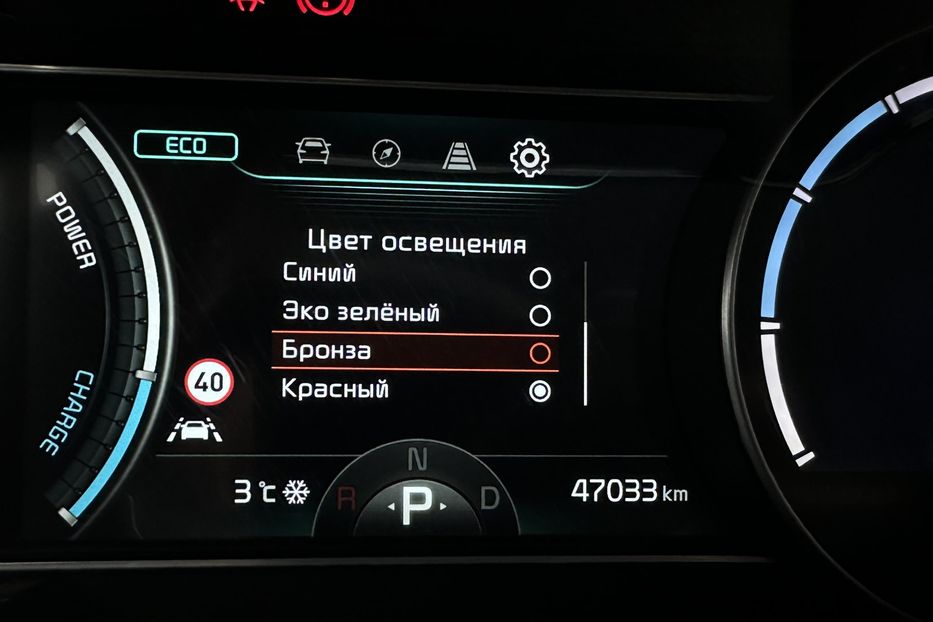 ECO
POWER
Цвет освещения
Синий
Эко зелёный
Бронза
Красный
40
CHARGE
N
3°C
R
P
D
47033 km